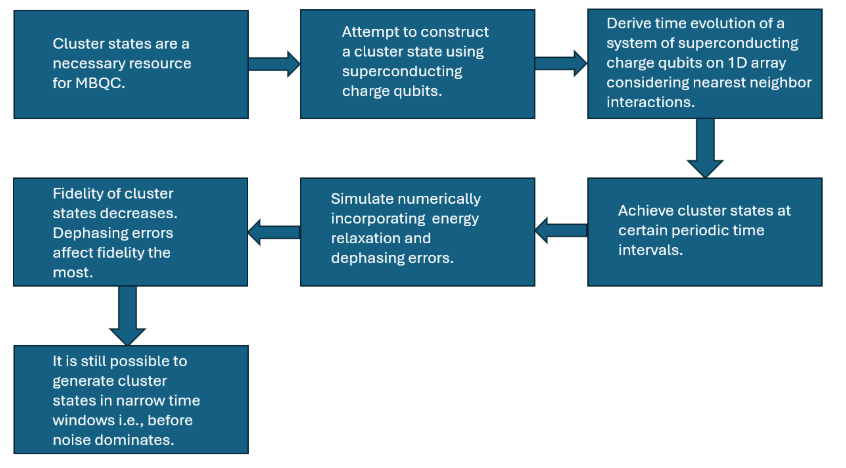 Cluster states are a
necessary resource
for MBQC.
Attempt to construct
a cluster state using
superconducting
charge qubits.
Derive time evolution of a
system of superconducting
charge qubits on 1D array
considering nearest neighbor
interactions.
Achieve cluster states at
certain periodic time
intervals.
Simulate numerically
incorporating energy
relaxation and
dephasing errors.
Fidelity of cluster
states decreases.
Dephasing errors
affect fidelity the
most.
It is still possible to
generate cluster
states in narrow time
windows i.e., before
noise dominates.